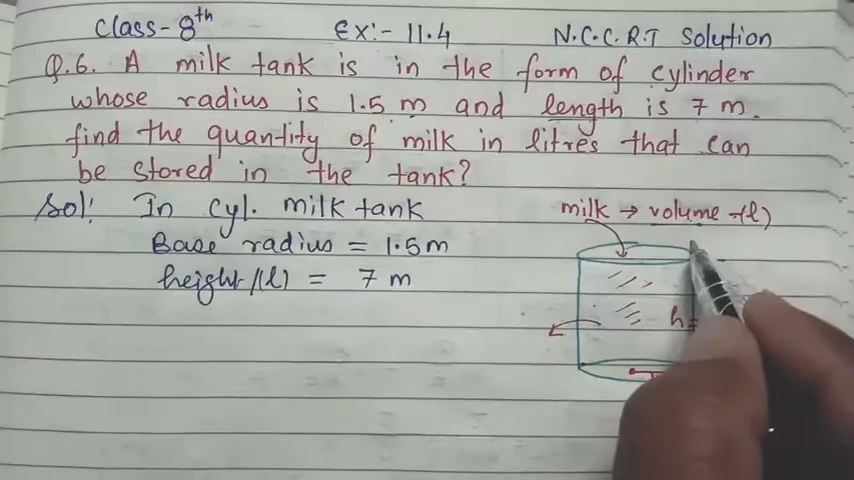 Class-8th Ex:- 11.4 N.C.C.R.T Solution
Q.6. A milk tank is in the form of cylinder
whose radius is 1.5 m and length is 7 m.
find the quantity of milk in litres that can
be stored in the tank?
Sol! In cyl. milk tank
milk → volume -(l)
Base radius = 1.5m
height/(l) = 7 m
h=